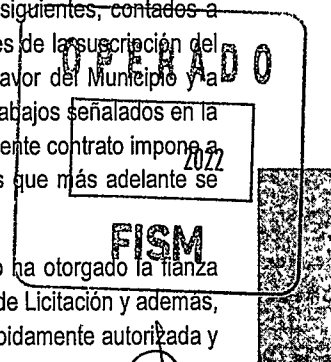 siguientes, contados a
es de la suscripción del
OPERADO
avor del Municipio y a
abajos señalados en la
ente contrato impone a
2022
s que más adelante se
FISM
o ha otorgado la fianza
de Licitación y además,
bidamente autorizada y